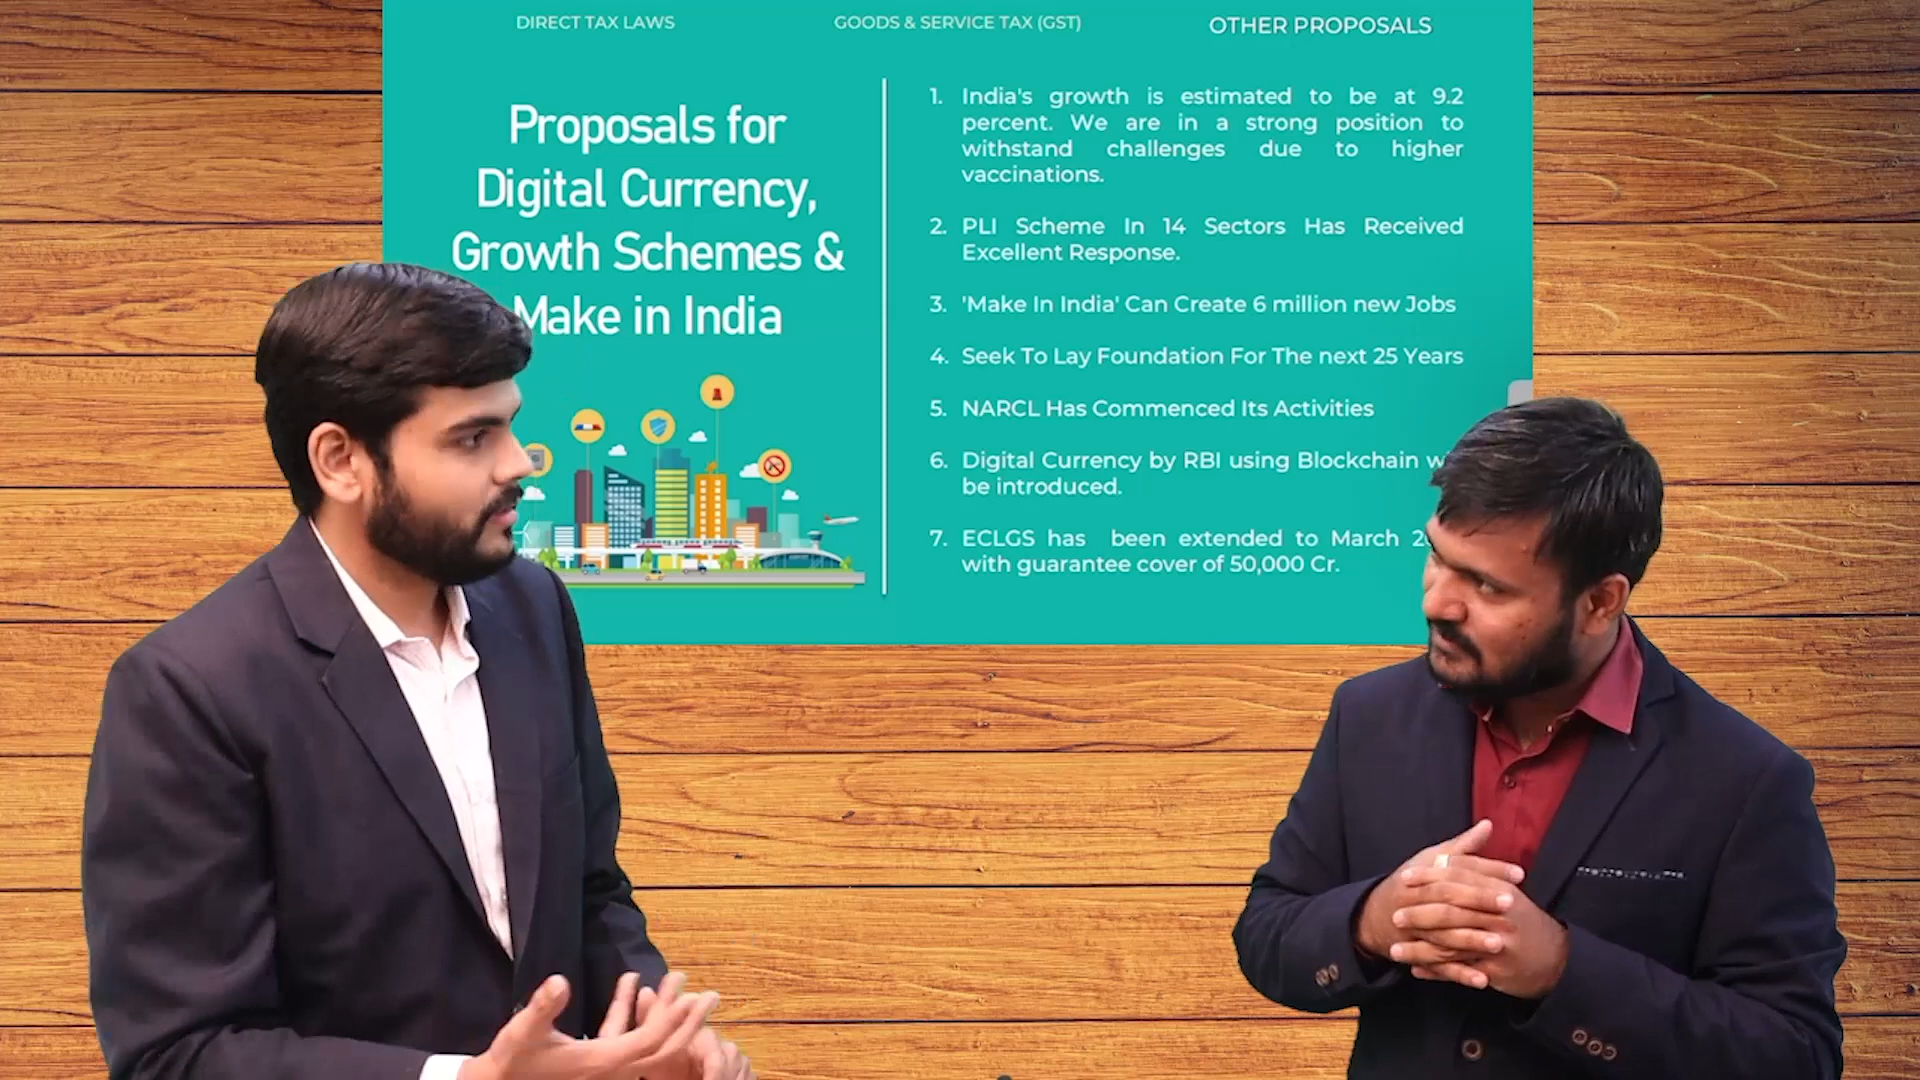 DIRECT TAX LAWS
GOODS & SERVICE TAX (GST)
OTHER PROPOSALS
Proposals for
Digital Currency,
Growth Schemes &
Make in India
1. India's growth is estimated to be at 9.2
percent. We are in a strong position to
withstand challenges due to higher
vaccinations.
2. PLI Scheme In 14 Sectors Has Received
Excellent Response.
3. 'Make In India' Can Create 6 million new Jobs
4. Seek To Lay Foundation For The next 25 Years
5. NARCL Has Commenced Its Activities
6. Digital Currency by RBI using Blockchain
be introduced.
7. ECLGS has been extended to March
with guarantee cover of 50,000 Cr.